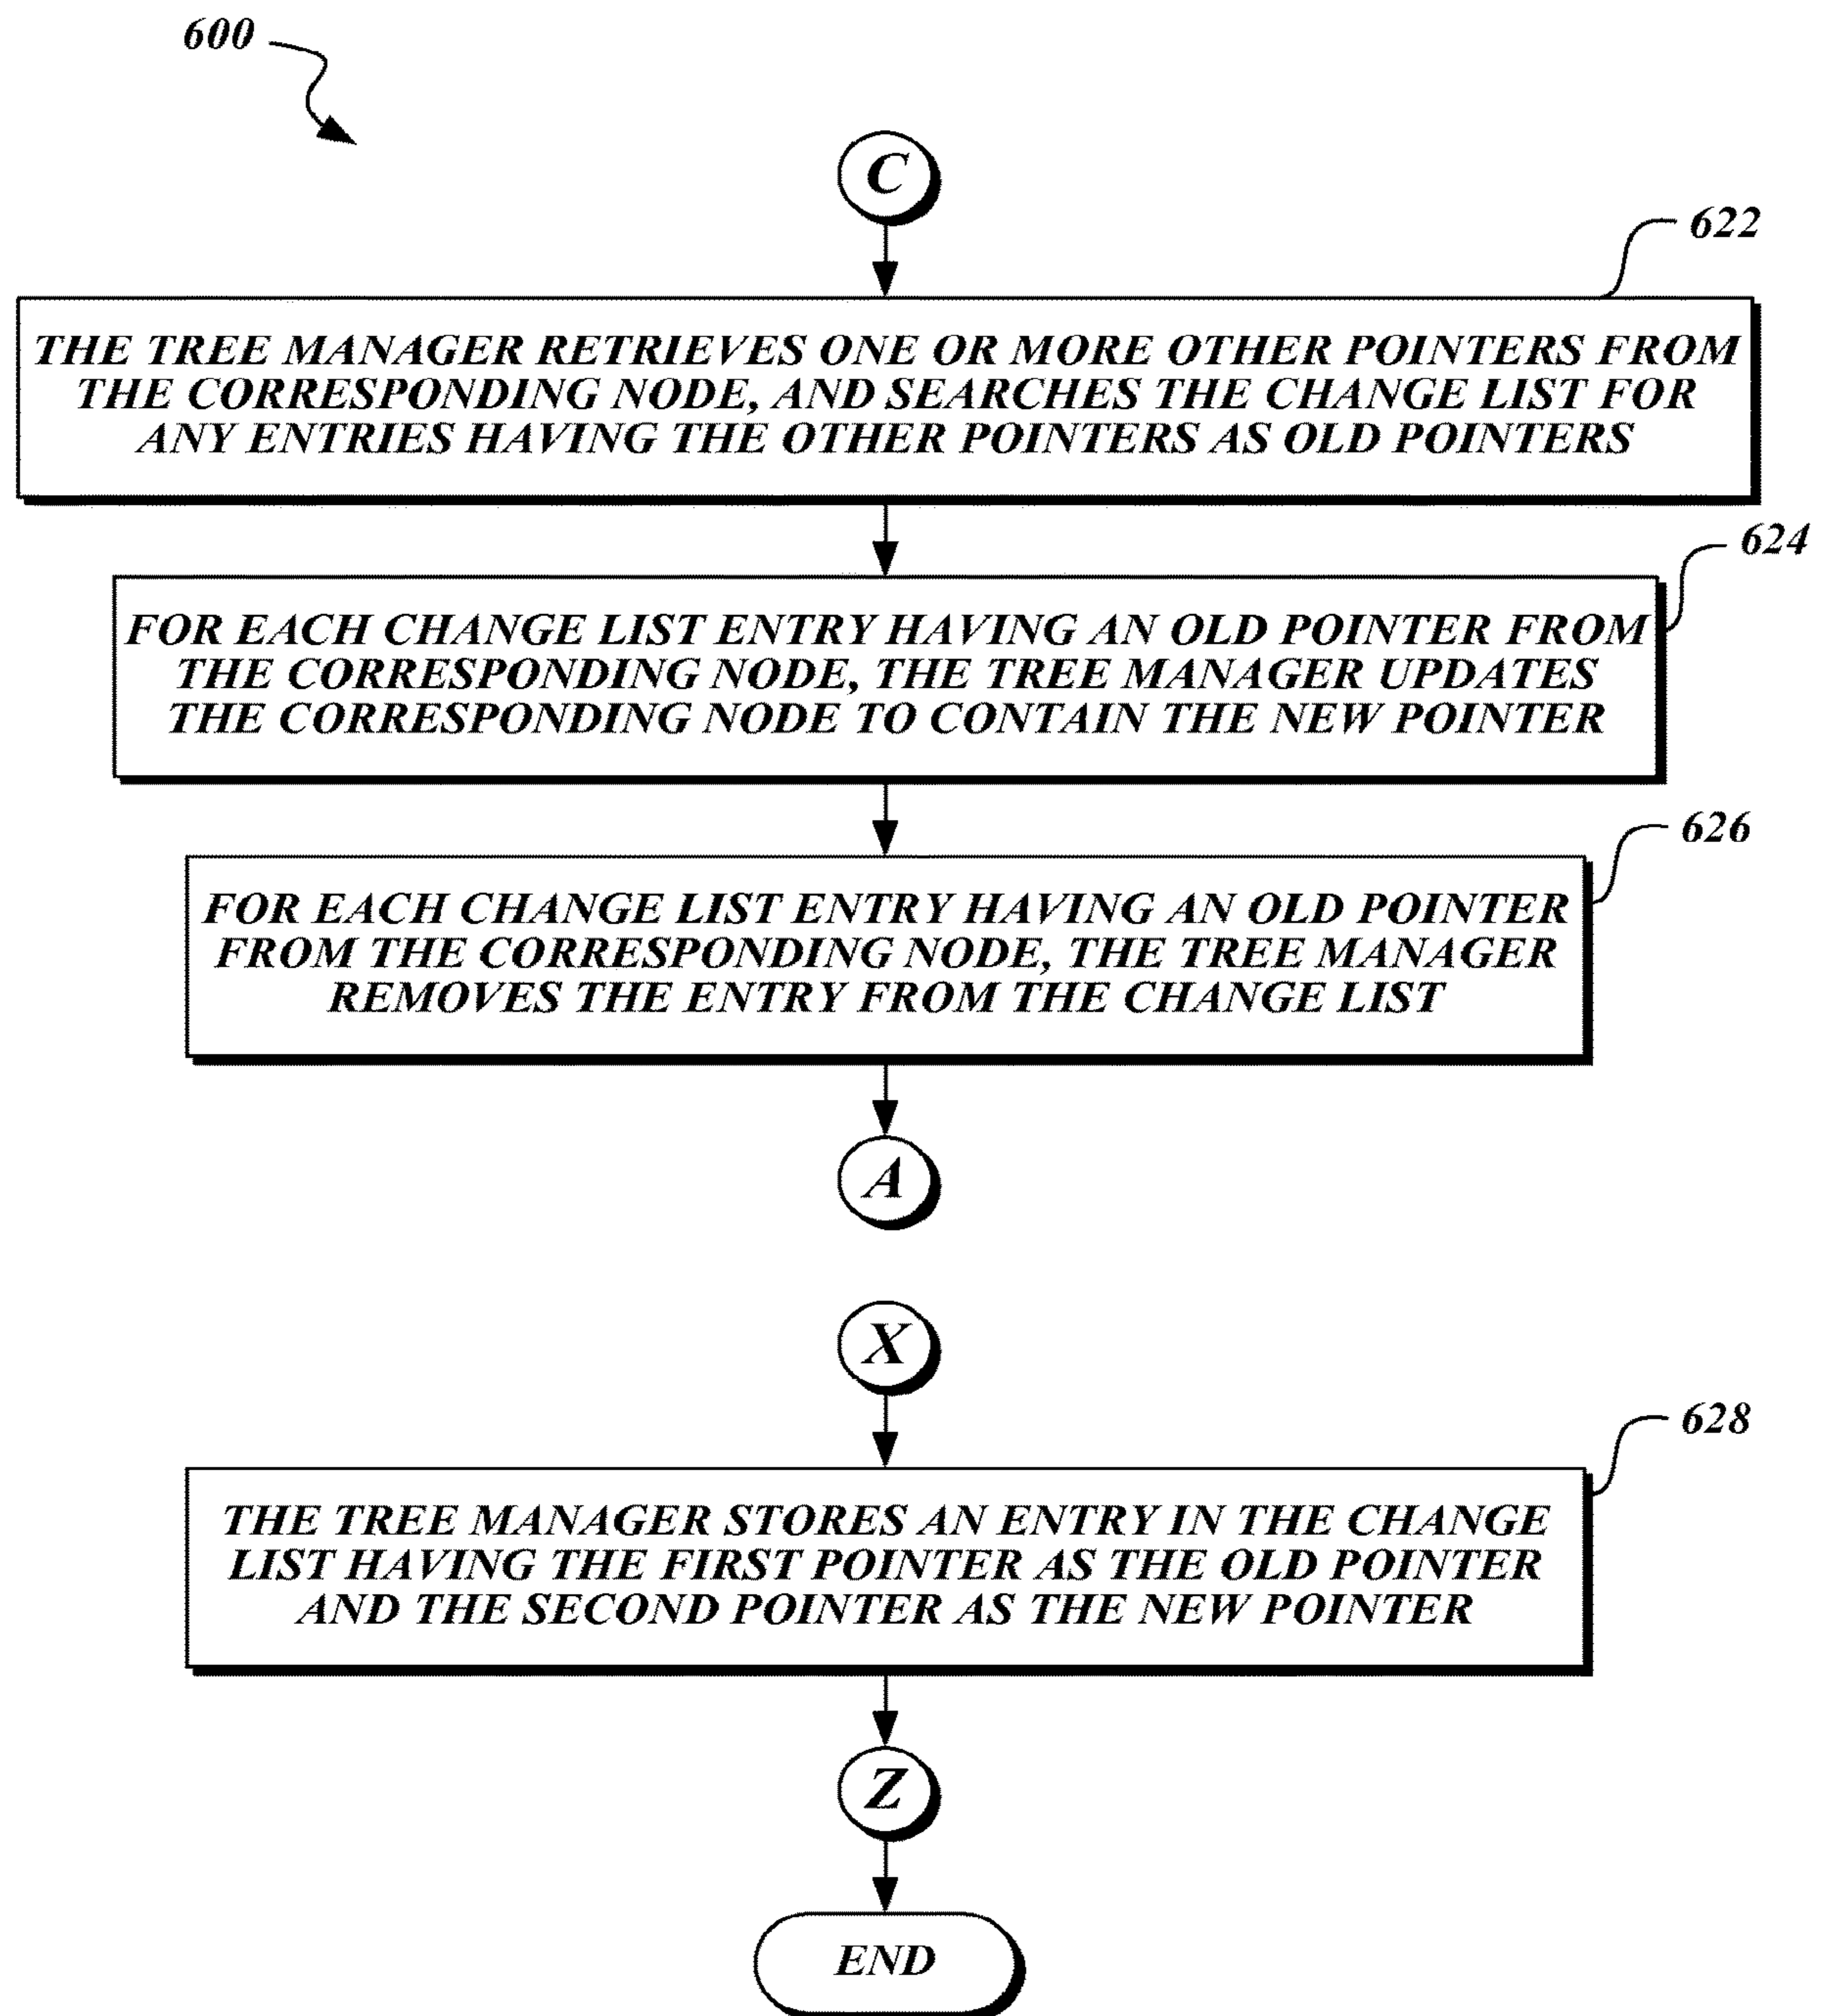 600
C
622
THE TREE MANAGER RETRIEVES ONE OR MORE OTHER POINTERS FROM
THE CORRESPONDING NODE, AND SEARCHES THE CHANGE LIST FOR
ANY ENTRIES HAVING THE OTHER POINTERS AS OLD POINTERS
624
FOR EACH CHANGE LIST ENTRY HAVING AN OLD POINTER FROM
THE CORRESPONDING NODE, THE TREE MANAGER UPDATES
THE CORRESPONDING NODE TO CONTAIN THE NEW POINTER
626
FOR EACH CHANGE LIST ENTRY HAVING AN OLD POINTER
FROM THE CORRESPONDING NODE, THE TREE MANAGER
REMOVES THE ENTRY FROM THE CHANGE LIST
A
X
628
THE TREE MANAGER STORES AN ENTRY IN THE CHANGE
LIST HAVING THE FIRST POINTER AS THE OLD POINTER
AND THE SECOND POINTER AS THE NEW POINTER
Z
END